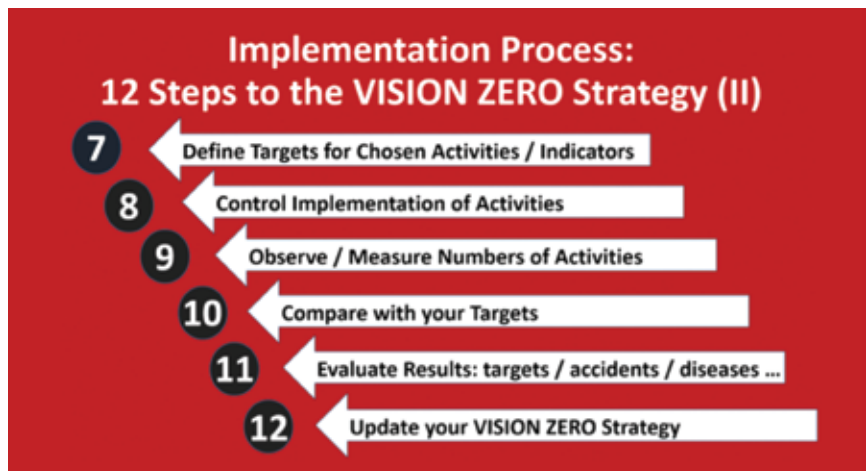 Implementation Process:
12 Steps to the VISION ZERO Strategy (II)
7 Define Targets for Chosen Activities / Indicators
8 Control Implementation of Activities
9 Observe / Measure Numbers of Activities
10 Compare with your Targets
11 Evaluate Results: targets / accidents / diseases ...
12 Update your VISION ZERO Strategy